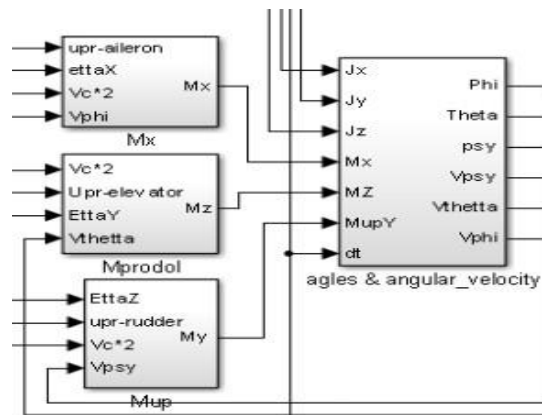 upr-aileron
ettaX
Vc*2
Vphi
Mx
Mx
Vc*2
Upr-elevator
EttaY
Vthetta
Mz
Mprodol
EttaZ
upr-rudder
Vc*2
Vpsy
My
Mup
Jx
Jy
Jz
Mx
MZ
MupY
dt
Phi
Theta
psy
Vpsy
Vthetta
Vphi
agles & angular_velocity